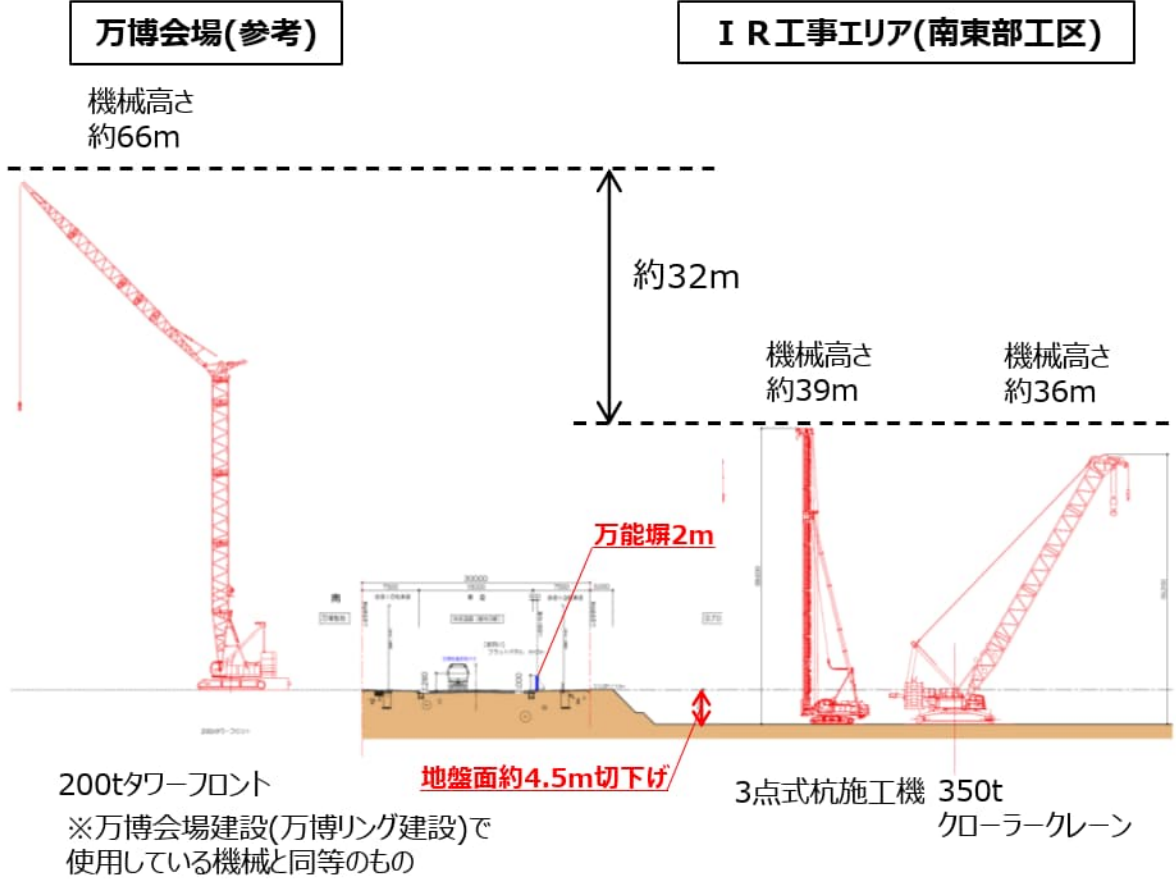 万博会場(参考)
ＩＲ工事エリア(南東部工区)
機械高さ
約66m
約32m
機械高さ
約39m
機械高さ
約36m
万能塀2m
30000
地盤面約4.5m切下げ
200tタワーフロント
※万博会場建設(万博リング建設)で
使用している機械と同等のもの
3点式杭施工機
350t
クローラークレーン